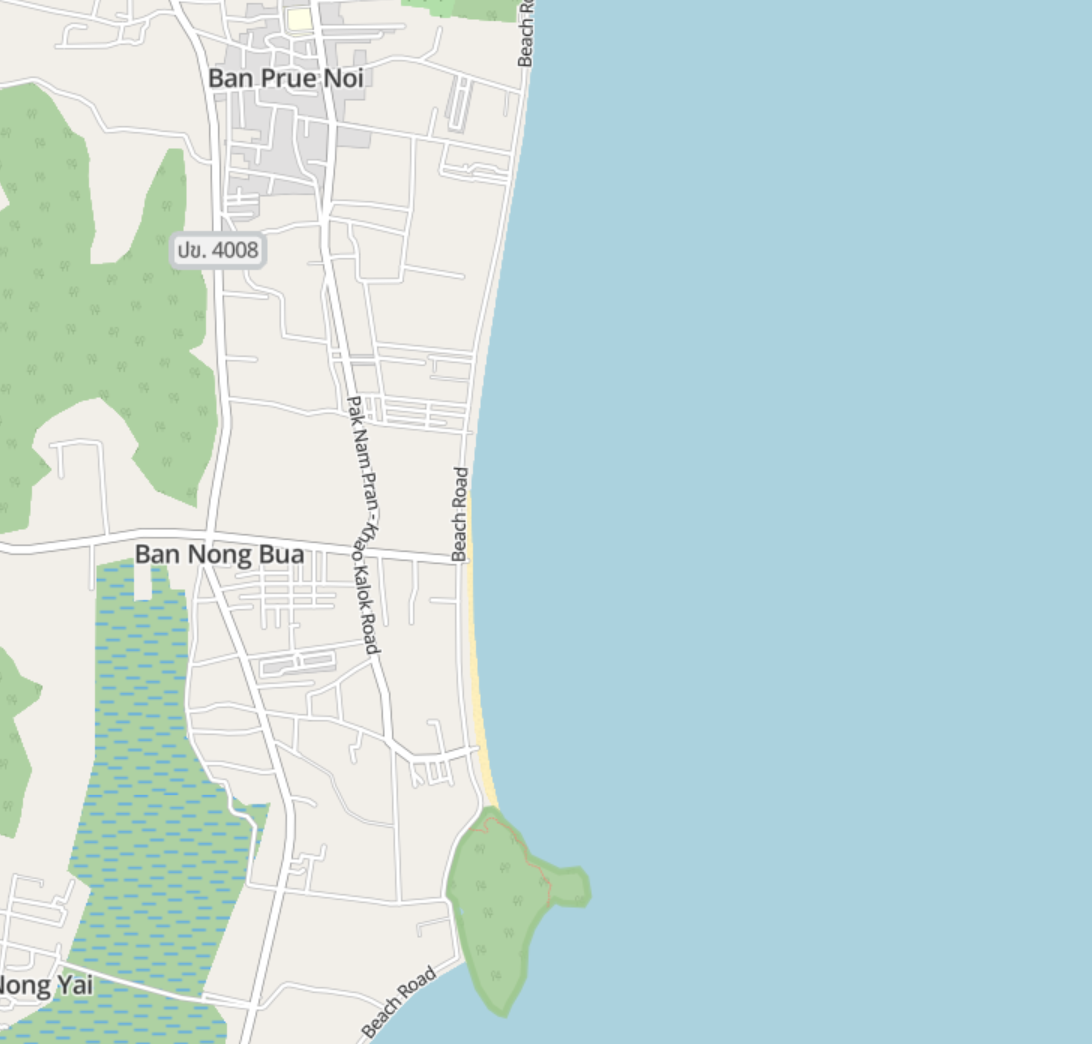 Beach Ro
Ban Prue Noi
ปข. 4008
Pak Nam Pran - Khao Kalok Road
Beach Road
Ban Nong Bua
Nong Yai
Beach Road